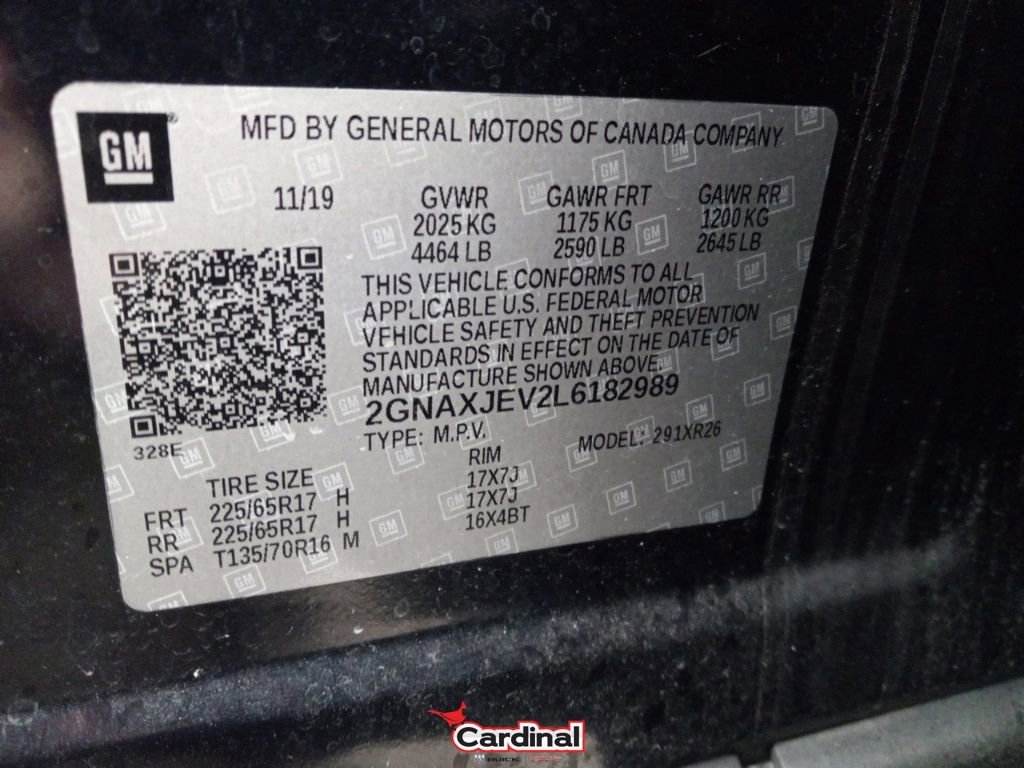 GM
MFD BY GENERAL MOTORS OF CANADA COMPANY
11/19 GVWR GAWR FRT GAWR RR
2025 KG 1175 KG 1200 KG
4464 LB 2590 LB 2645 LB
THIS VEHICLE CONFORMS TO ALL
APPLICABLE U.S. FEDERAL MOTOR
VEHICLE SAFETY AND THEFT PREVENTION
STANDARDS IN EFFECT ON THE DATE OF
MANUFACTURE SHOWN ABOVE.
2GNAXJEV2L6182989
328E
TYPE: M.P.V. MODEL: 291XR26
TIRE SIZE RIM
FRT 225/65R17 H 17X7J
RR 225/65R17 H 17X7J
SPA T135/70R16 M 16X4BT
Cardinal
BUICK GMC